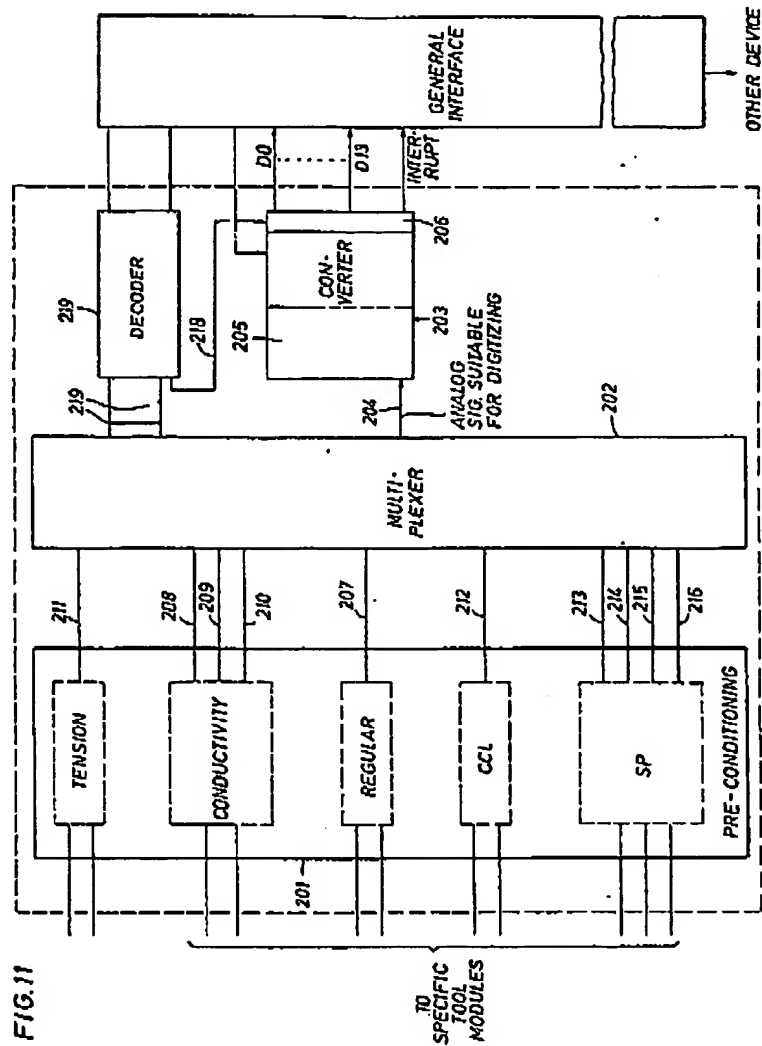 FIG.11
TO
SPECIFIC
TOOL
MODULES
201
TENSION
CONDUCTIVITY
REGULAR
CCL
SP
PRE-CONDITIONING
211
208
209
210
207
212
213
214
215
216
MULTI-
PLEXER
202
219
219
DECODER
218
204
ANALOG
SIG. SUITABLE
FOR DIGITIZING
205
CON-
VERTER
203
206
D0
D13
INTER-
RUPT
GENERAL
INTERFACE
OTHER DEVICE